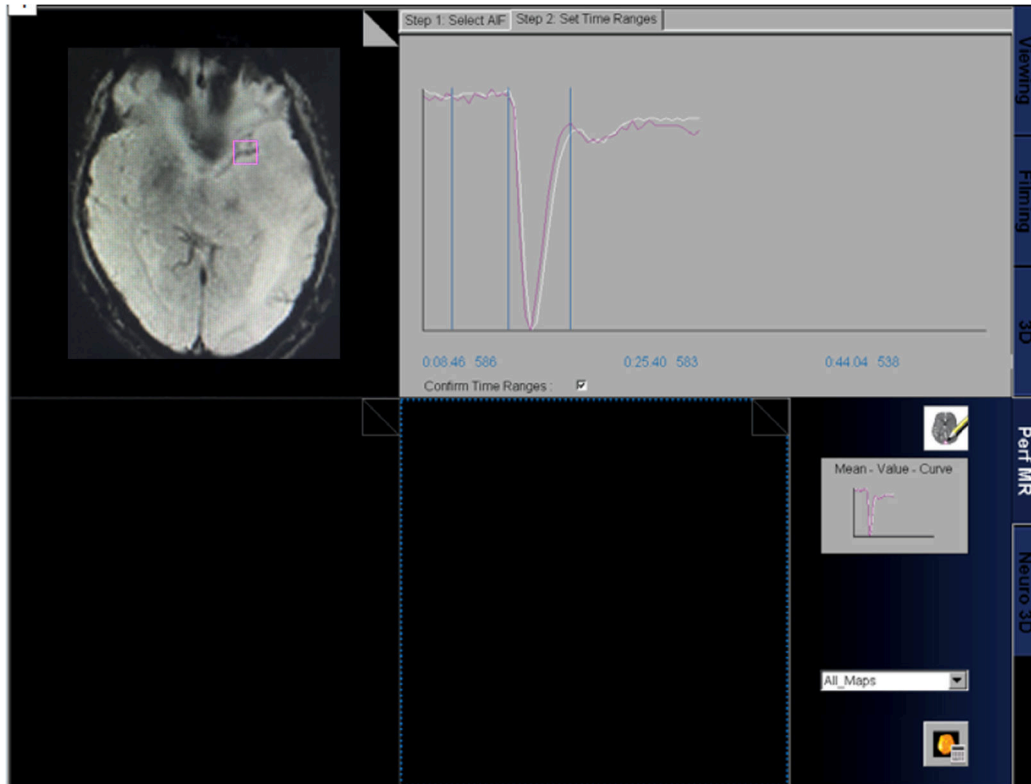 Step 1: Select AIF
Step 2: Set Time Ranges
0:08.46 586
0:25.40 583
0:44.04 538
Confirm Time Ranges :
Mean - Value - Curve
All_Maps
Viewing
Filming
3D
Perf MR
Neuro 3D